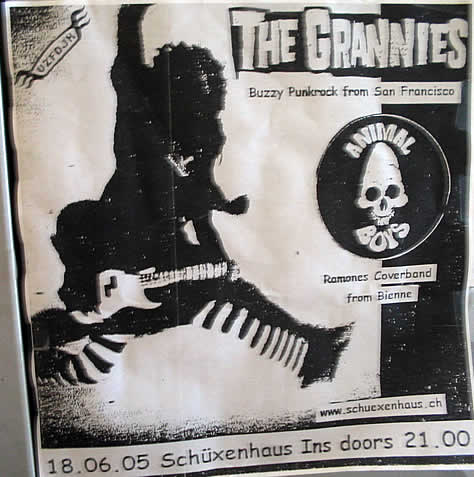 UZFDJH
THE GRANNIES
Buzzy Punkrock from San Francisco
ANIMAL
BOYS
Ramones Coverband
from Bienne
www.schuexenhaus.ch
18.06.05 Schüxenhaus Ins doors 21.00